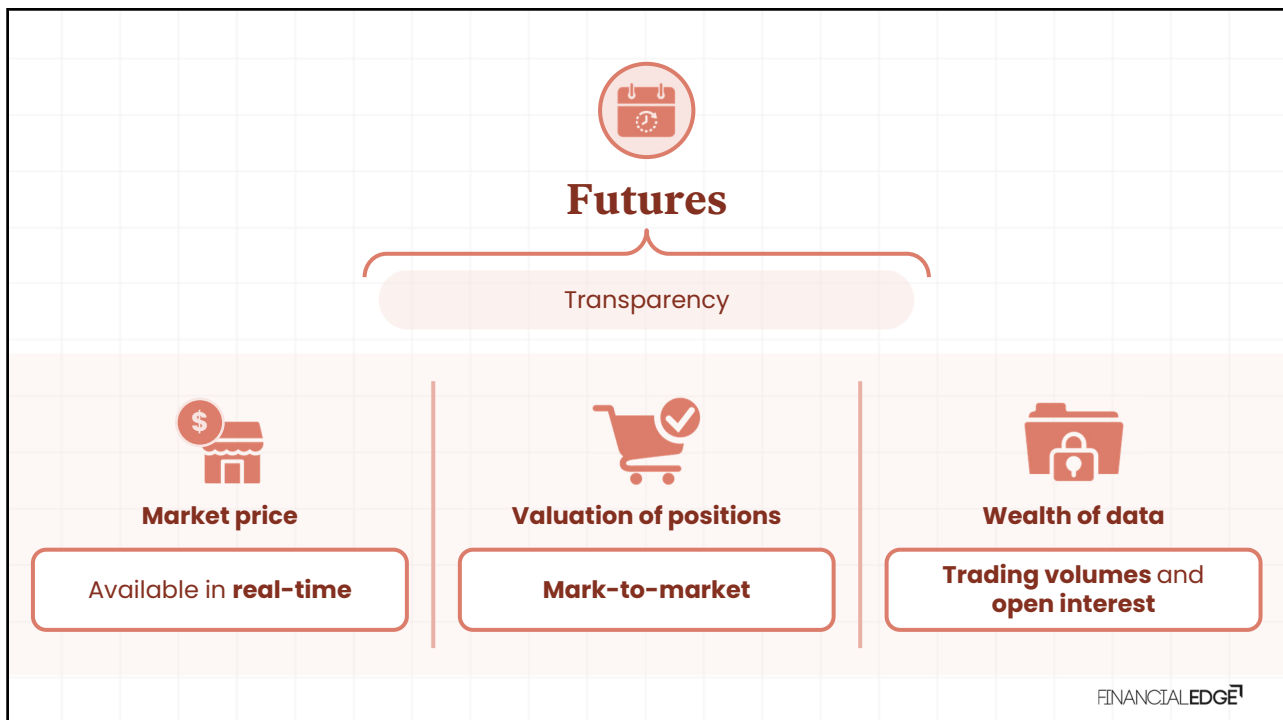 Futures
Transparency
$
Market price
Available in real-time
Valuation of positions
Mark-to-market
Wealth of data
Trading volumes and
open interest
FINANCIALEDGE